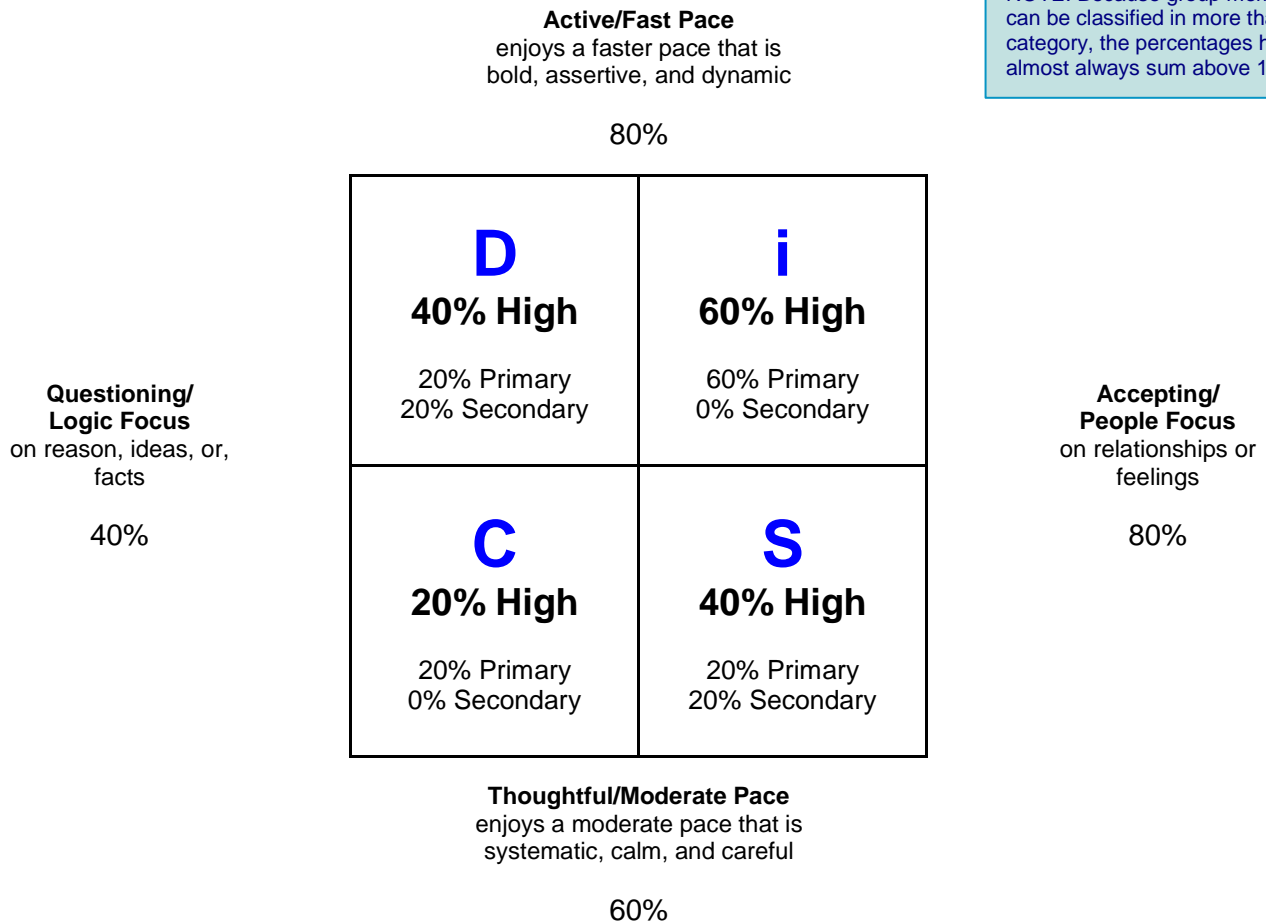 NOTE: Because group
can be classified in more
category, the percentages
almost always sum above
Active/Fast Pace
enjoys a faster pace that is
bold, assertive, and dynamic
80%
D
40% High
20% Primary
20% Secondary
i
60% High
60% Primary
0% Secondary
Questioning/
Logic Focus
on reason, ideas, or,
facts
40%
Accepting/
People Focus
on relationships or
feelings
80%
C
20% High
20% Primary
0% Secondary
S
40% High
20% Primary
20% Secondary
Thoughtful/Moderate Pace
enjoys a moderate pace that is
systematic, calm, and careful
60%